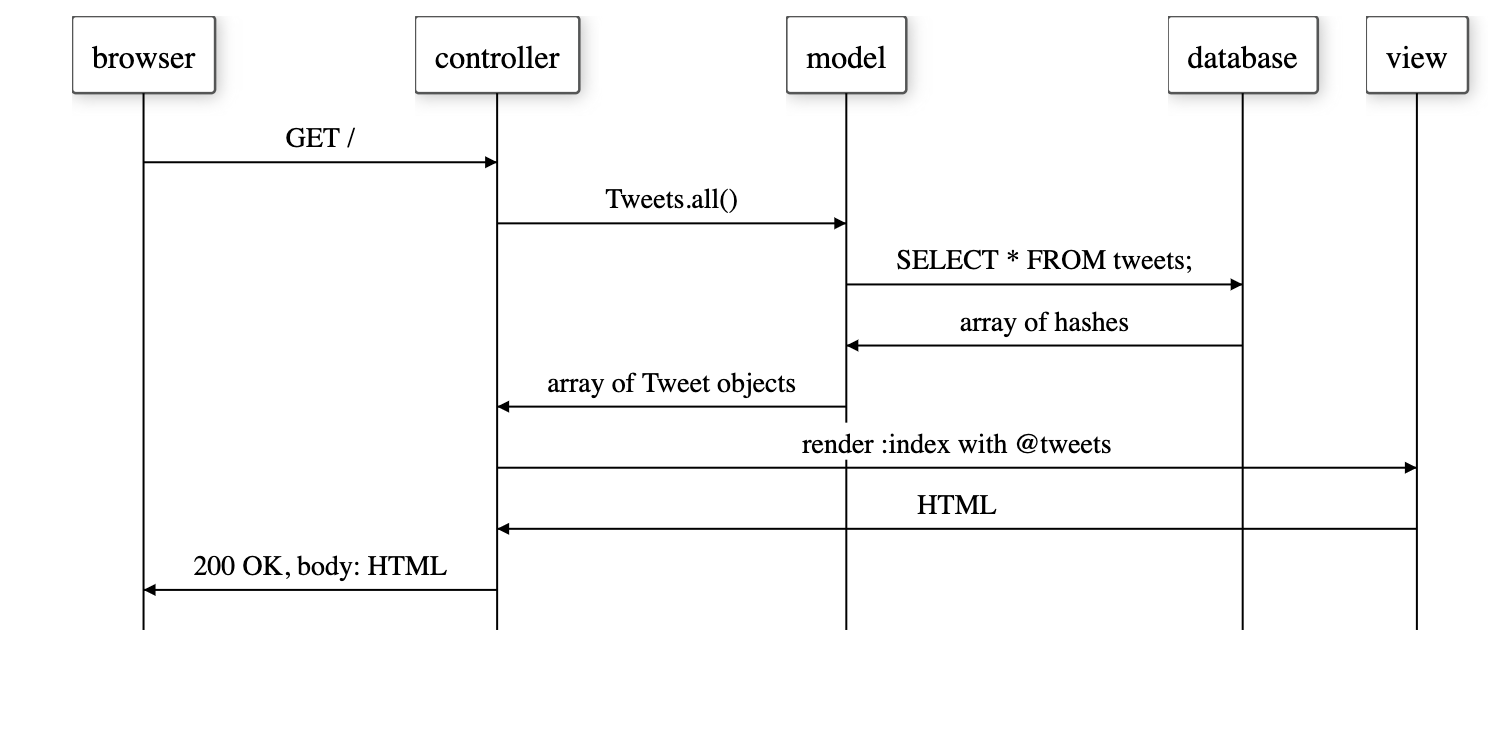 browser
controller
model
database
view
GET /
Tweets.all()
SELECT * FROM tweets;
array of hashes
array of Tweet objects
render :index with @tweets
HTML
200 OK, body: HTML